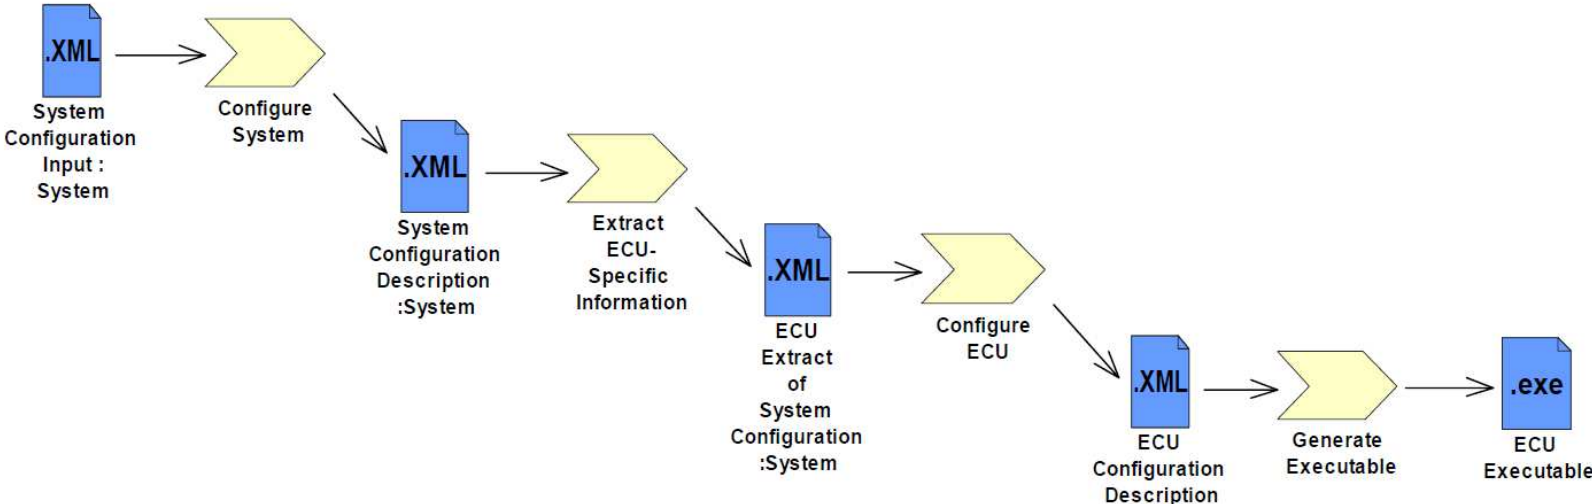 .XML
System
Configuration
Input :
System
Configure
System
.XML
System
Configuration
Description
:System
Extract
ECU-
Specific
Information
.XML
ECU
Extract
of
System
Configuration
:System
Configure
ECU
.XML
ECU
Configuration
Description
Generate
Executable
.exe
ECU
Executable